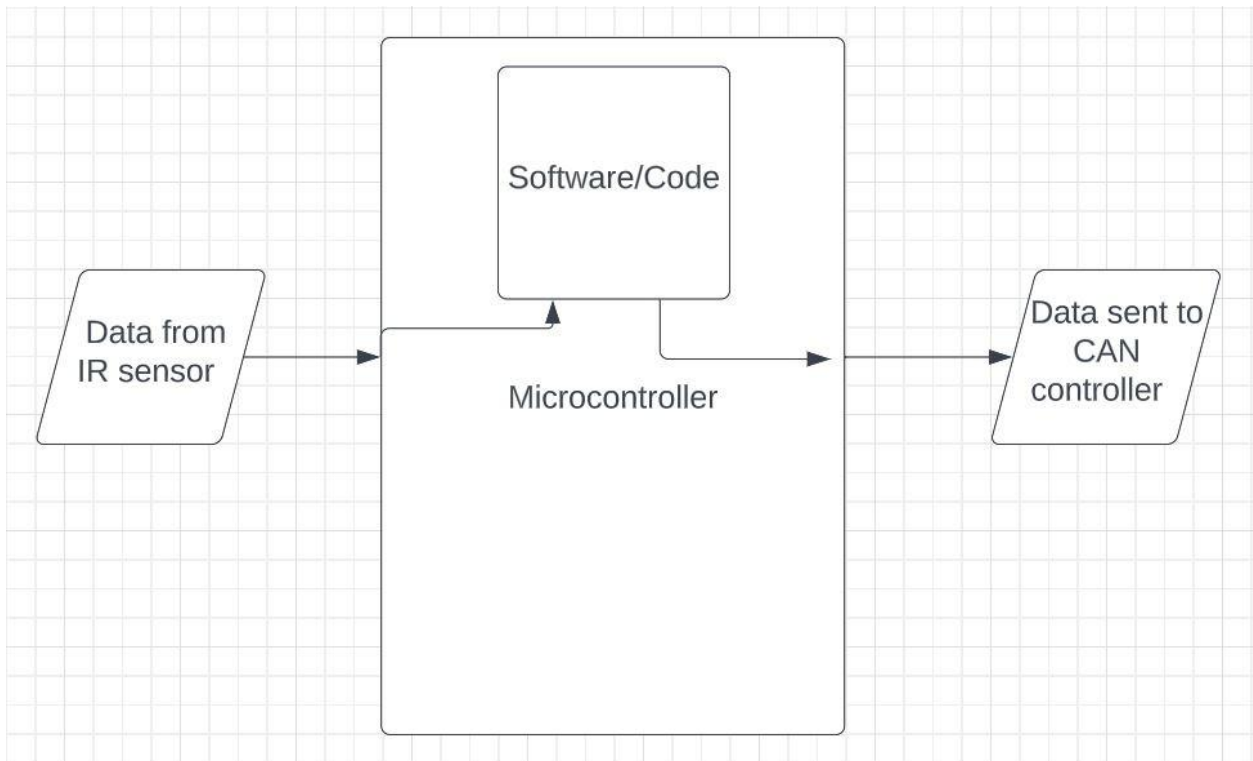 Software/Code
Data from
IR sensor
Microcontroller
Data sent to
CAN
controller